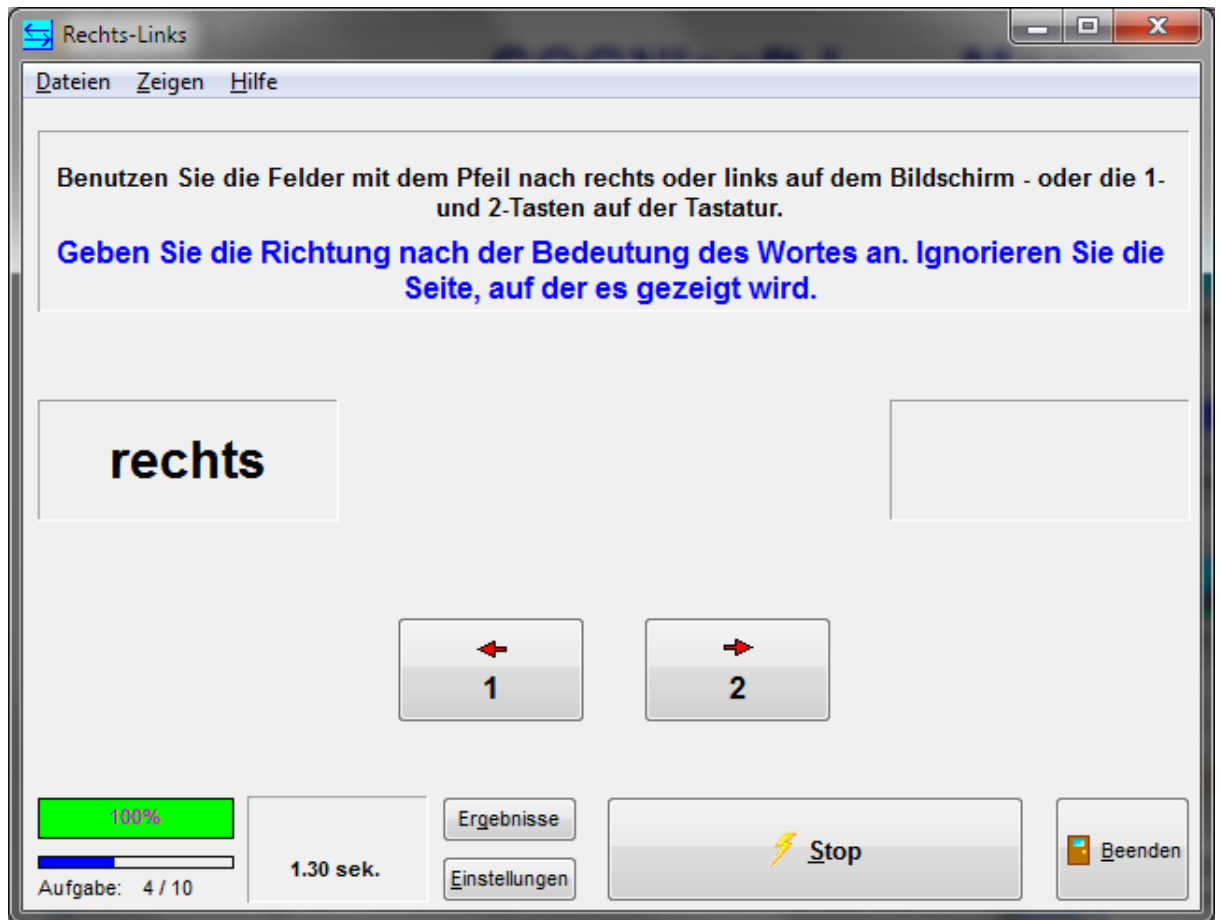 Rechts-Links
Dateien Zeigen Hilfe
Benutzen Sie die Felder mit dem Pfeil nach rechts oder links auf dem Bildschirm - oder die 1-
und 2-Tasten auf der Tastatur.
Geben Sie die Richtung nach der Bedeutung des Wortes an. Ignorieren Sie die
Seite, auf der es gezeigt wird.
rechts
1 2
100%
Aufgabe: 4 / 10
1.30 sek.
Ergebnisse
Einstellungen
Stop
Beenden